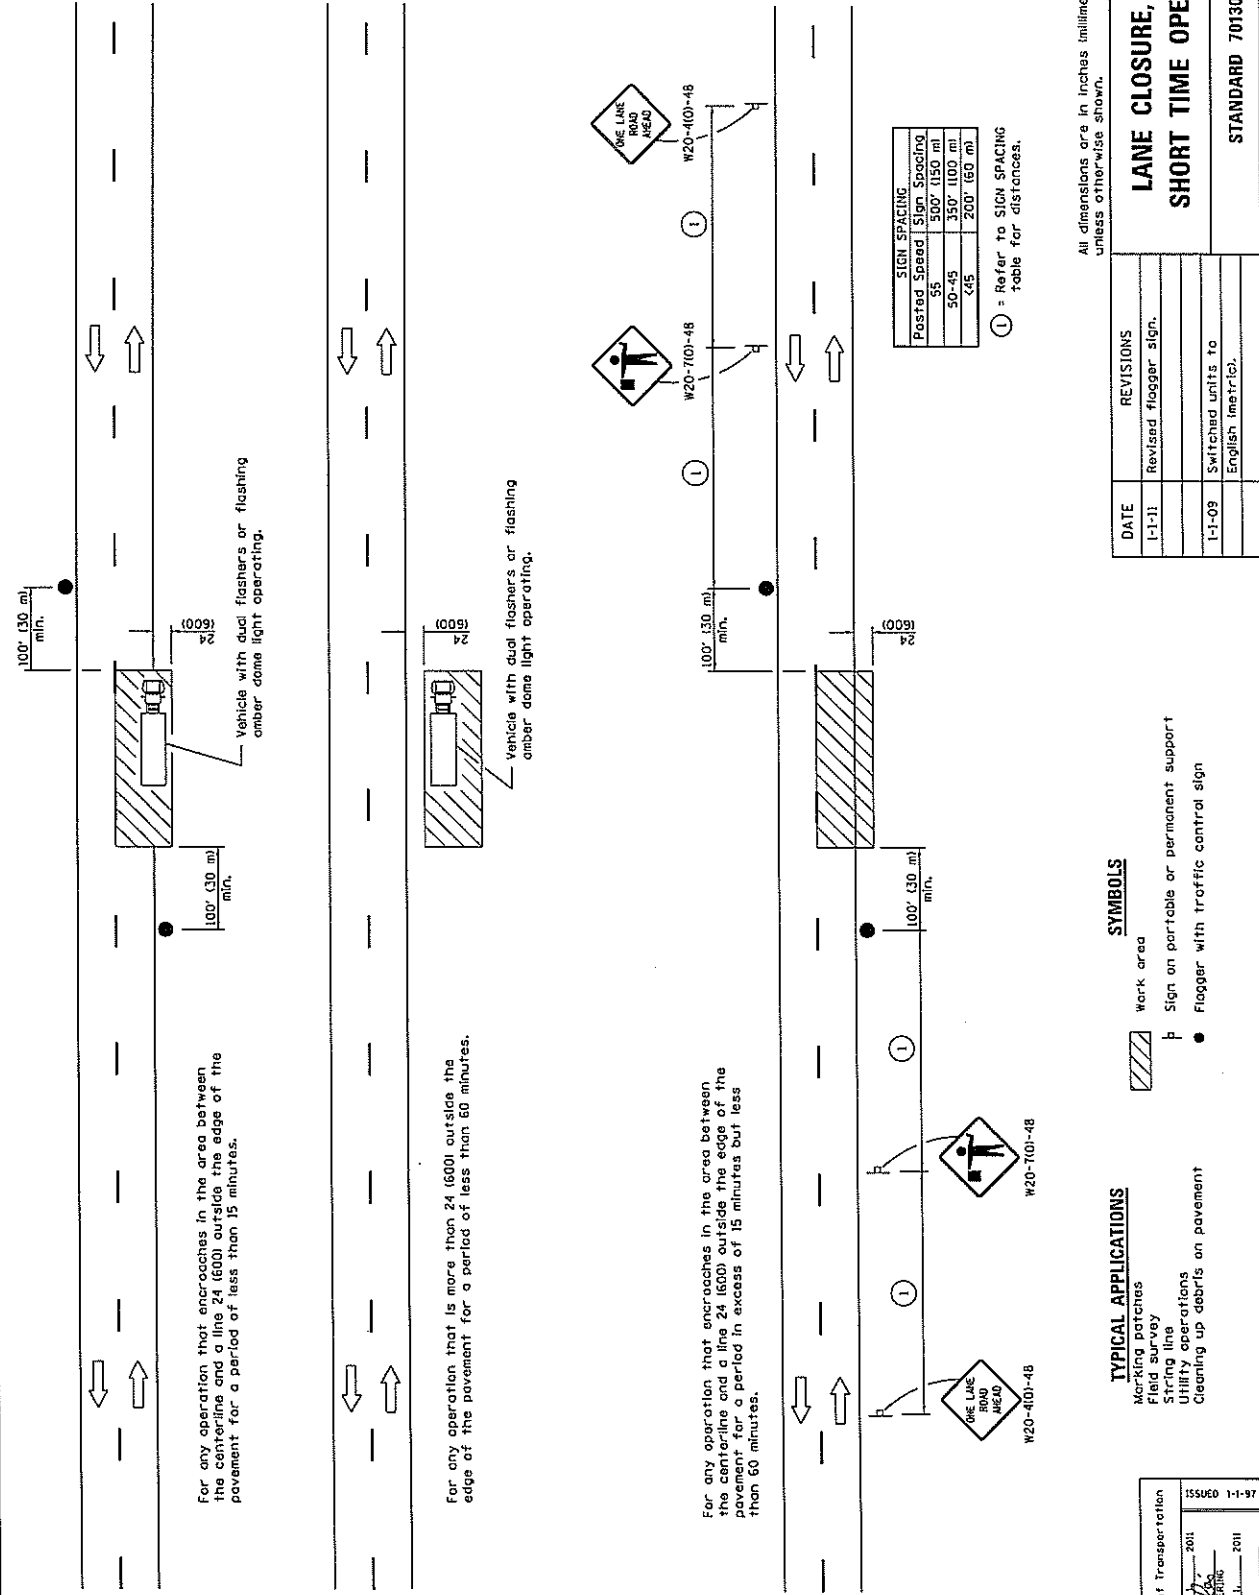 100' (30 m)
min.
24
(600)
100' (30 m)
min.
Vehicle with dual flashers or flashing
amber dome light operating.
For any operation that encroaches in the area between
the centerline and a line 24 (600) outside the edge of the
pavement for a period of less than 15 minutes.
24
(600)
Vehicle with dual flashers or flashing
amber dome light operating.
For any operation that is more than 24 (600) outside the
edge of the pavement for a period of less than 60 minutes.
ONE LANE
ROAD
AHEAD
W20-4(O)-48
W20-7(O)-48
1
1
100' (30 m)
min.
24
(600)
100' (30 m)
min.
For any operation that encroaches in the area between
the centerline and a line 24 (600) outside the edge of the
pavement for a period in excess of 15 minutes but less
than 60 minutes.
1
1
W20-7(O)-48
ONE LANE
ROAD
AHEAD
W20-4(O)-48
SIGN SPACING
Posted Speed Sign Spacing
55 500' (150 m)
50-45 350' (100 m)
<45 200' (60 m)
1 = Refer to SIGN SPACING
table for distances.
TYPICAL APPLICATIONS
Marking patches
Field survey
String line
Utility operations
Cleaning up debris on pavement
SYMBOLS
Work area
Sign on portable or permanent support
Flagger with traffic control sign
All dimensions are in inches
unless otherwise shown.
Transportation
2011
2011
ISSUED 1-1-97
DATE REVISIONS
1-1-11 Revised flagger sign.
1-1-09 Switched units to
English (metric).
LANE CLOSURE,
SHORT TIME
STANDARD